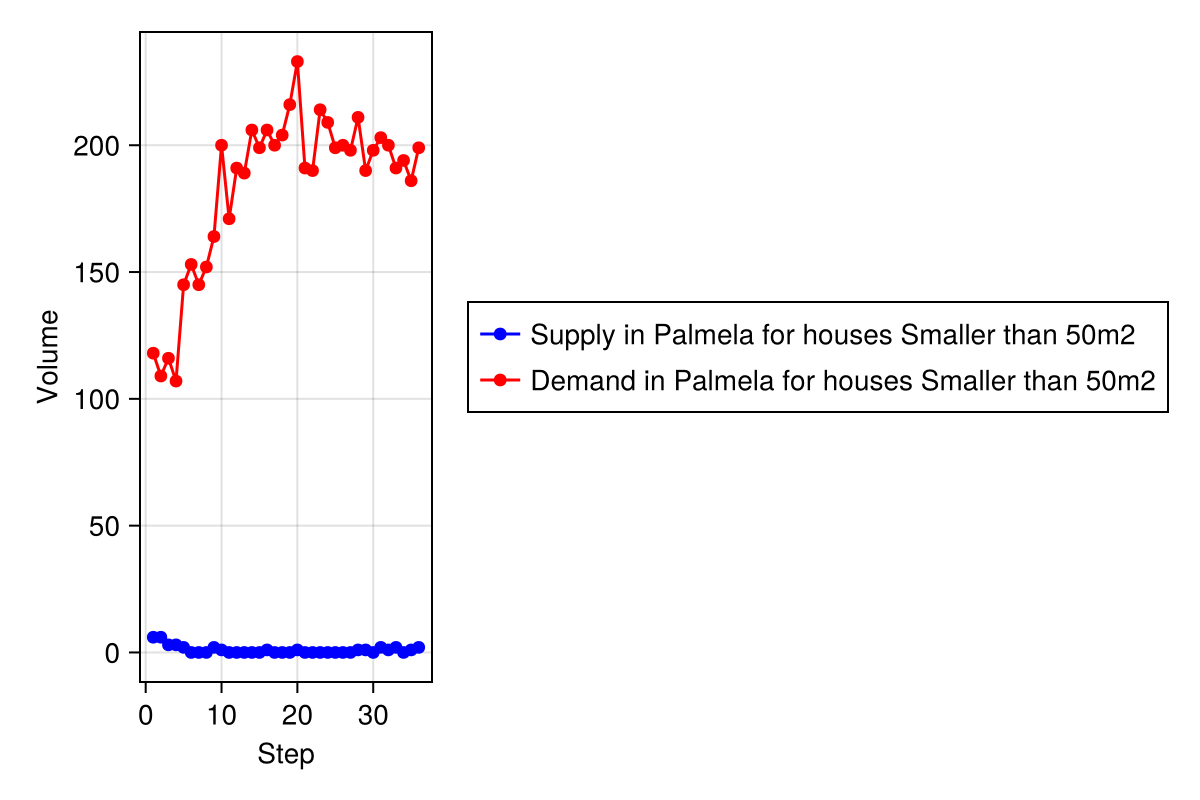 200
150
100
50
0
Volume
0 10 20 30
Step
Supply in Palmela for houses Smaller than 50m2
Demand in Palmela for houses Smaller than 50m2